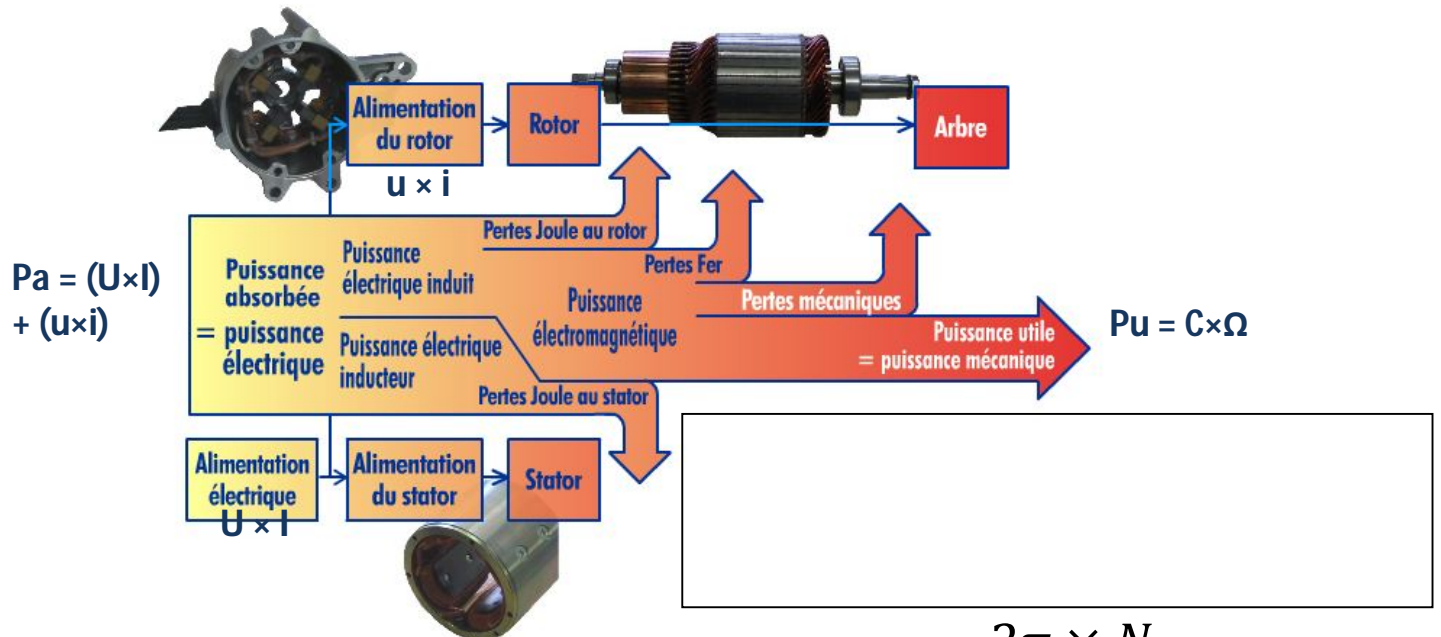 Alimentation
du rotor
Rotor
Arbre
u × i
Pertes Joule au rotor
Pertes Fer
Pertes mécaniques
Pa = (U×I)
+ (u×i)
Puissance
absorbée
= puissance
électrique
Puissance
électrique induit
Puissance électrique
inducteur
Puissance
électromagnétique
Puissance utile
= puissance mécanique
Pu = C×Ω
Pertes Joule au stator
Alimentation
électrique
U × I
Alimentation
du stator
Stator
2π × N